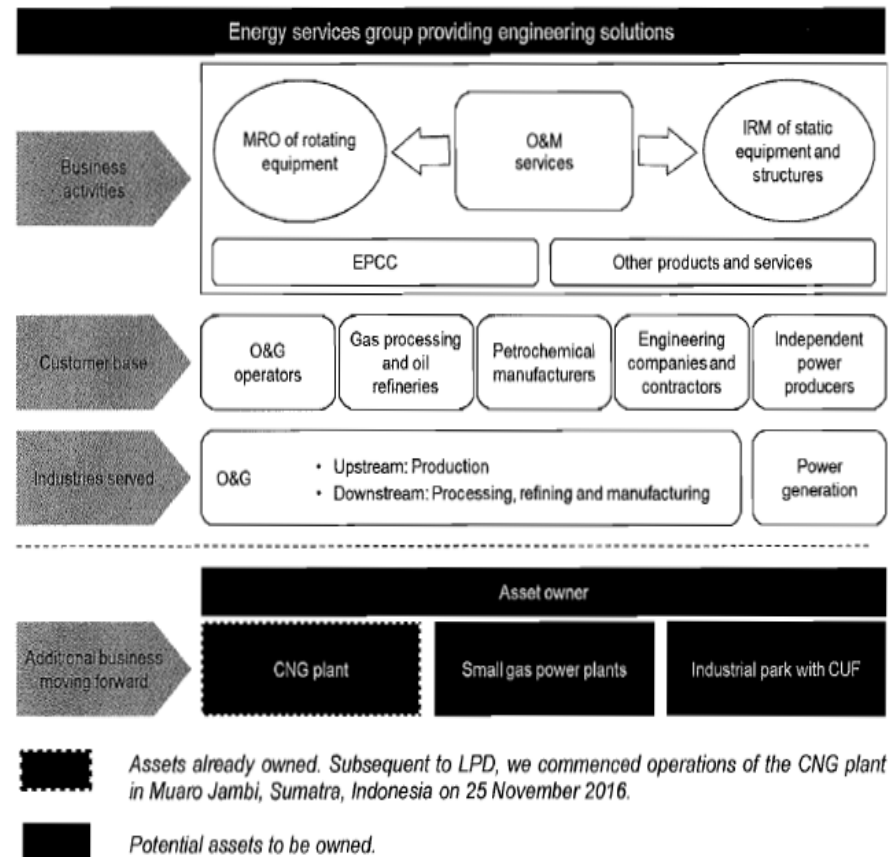 Energy services group providing engineering solutions
Business
activities
MRO of rotating
equipment
O&M
services
IRM of static
equipment and
structures
EPCC
Other products and services
Customer base
O&G
operators
Gas processing
and oil
refineries
Petrochemical
manufacturers
Engineering
companies and
contractors
Independent
power
producers
Industries served
O&G
• Upstream: Production
• Downstream: Processing, refining and manufacturing
Power
generation
Asset owner
Additional business
moving forward
CNG plant
Small gas power plants
Industrial park with CUF
Assets already owned. Subsequent to LPD, we commenced operations of the CNG plant
in Muaro Jambi, Sumatra, Indonesia on 25 November 2016.
Potential assets to be owned.